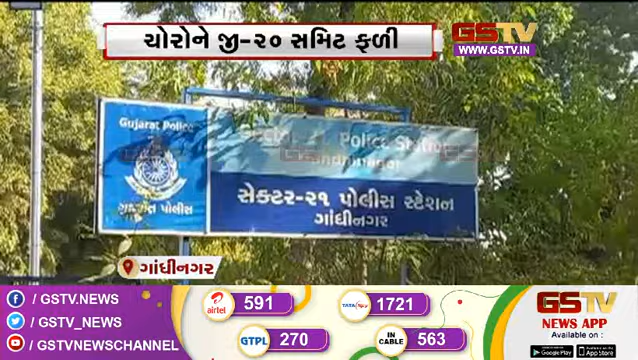 ચોરોને જી-૨૦ સમિટ ફળી
GSTV
WWW.GSTV.IN
Gujarat Police
ગુજરાત પોલીસ
Sector Police Station
Gandhinagar
સેક્ટર-૨૧ પોલીસ સ્ટેશન
ગાંધીનગર
ગાંધીનગર
/ GSTV.NEWS
/ GSTV_NEWS
/ GSTVNEWSCHANNEL
airtel 591
TATA 1721
GTPL 270
IN CABLE 563
GSTV
NEWS APP
Available on :
Google Play
App Store